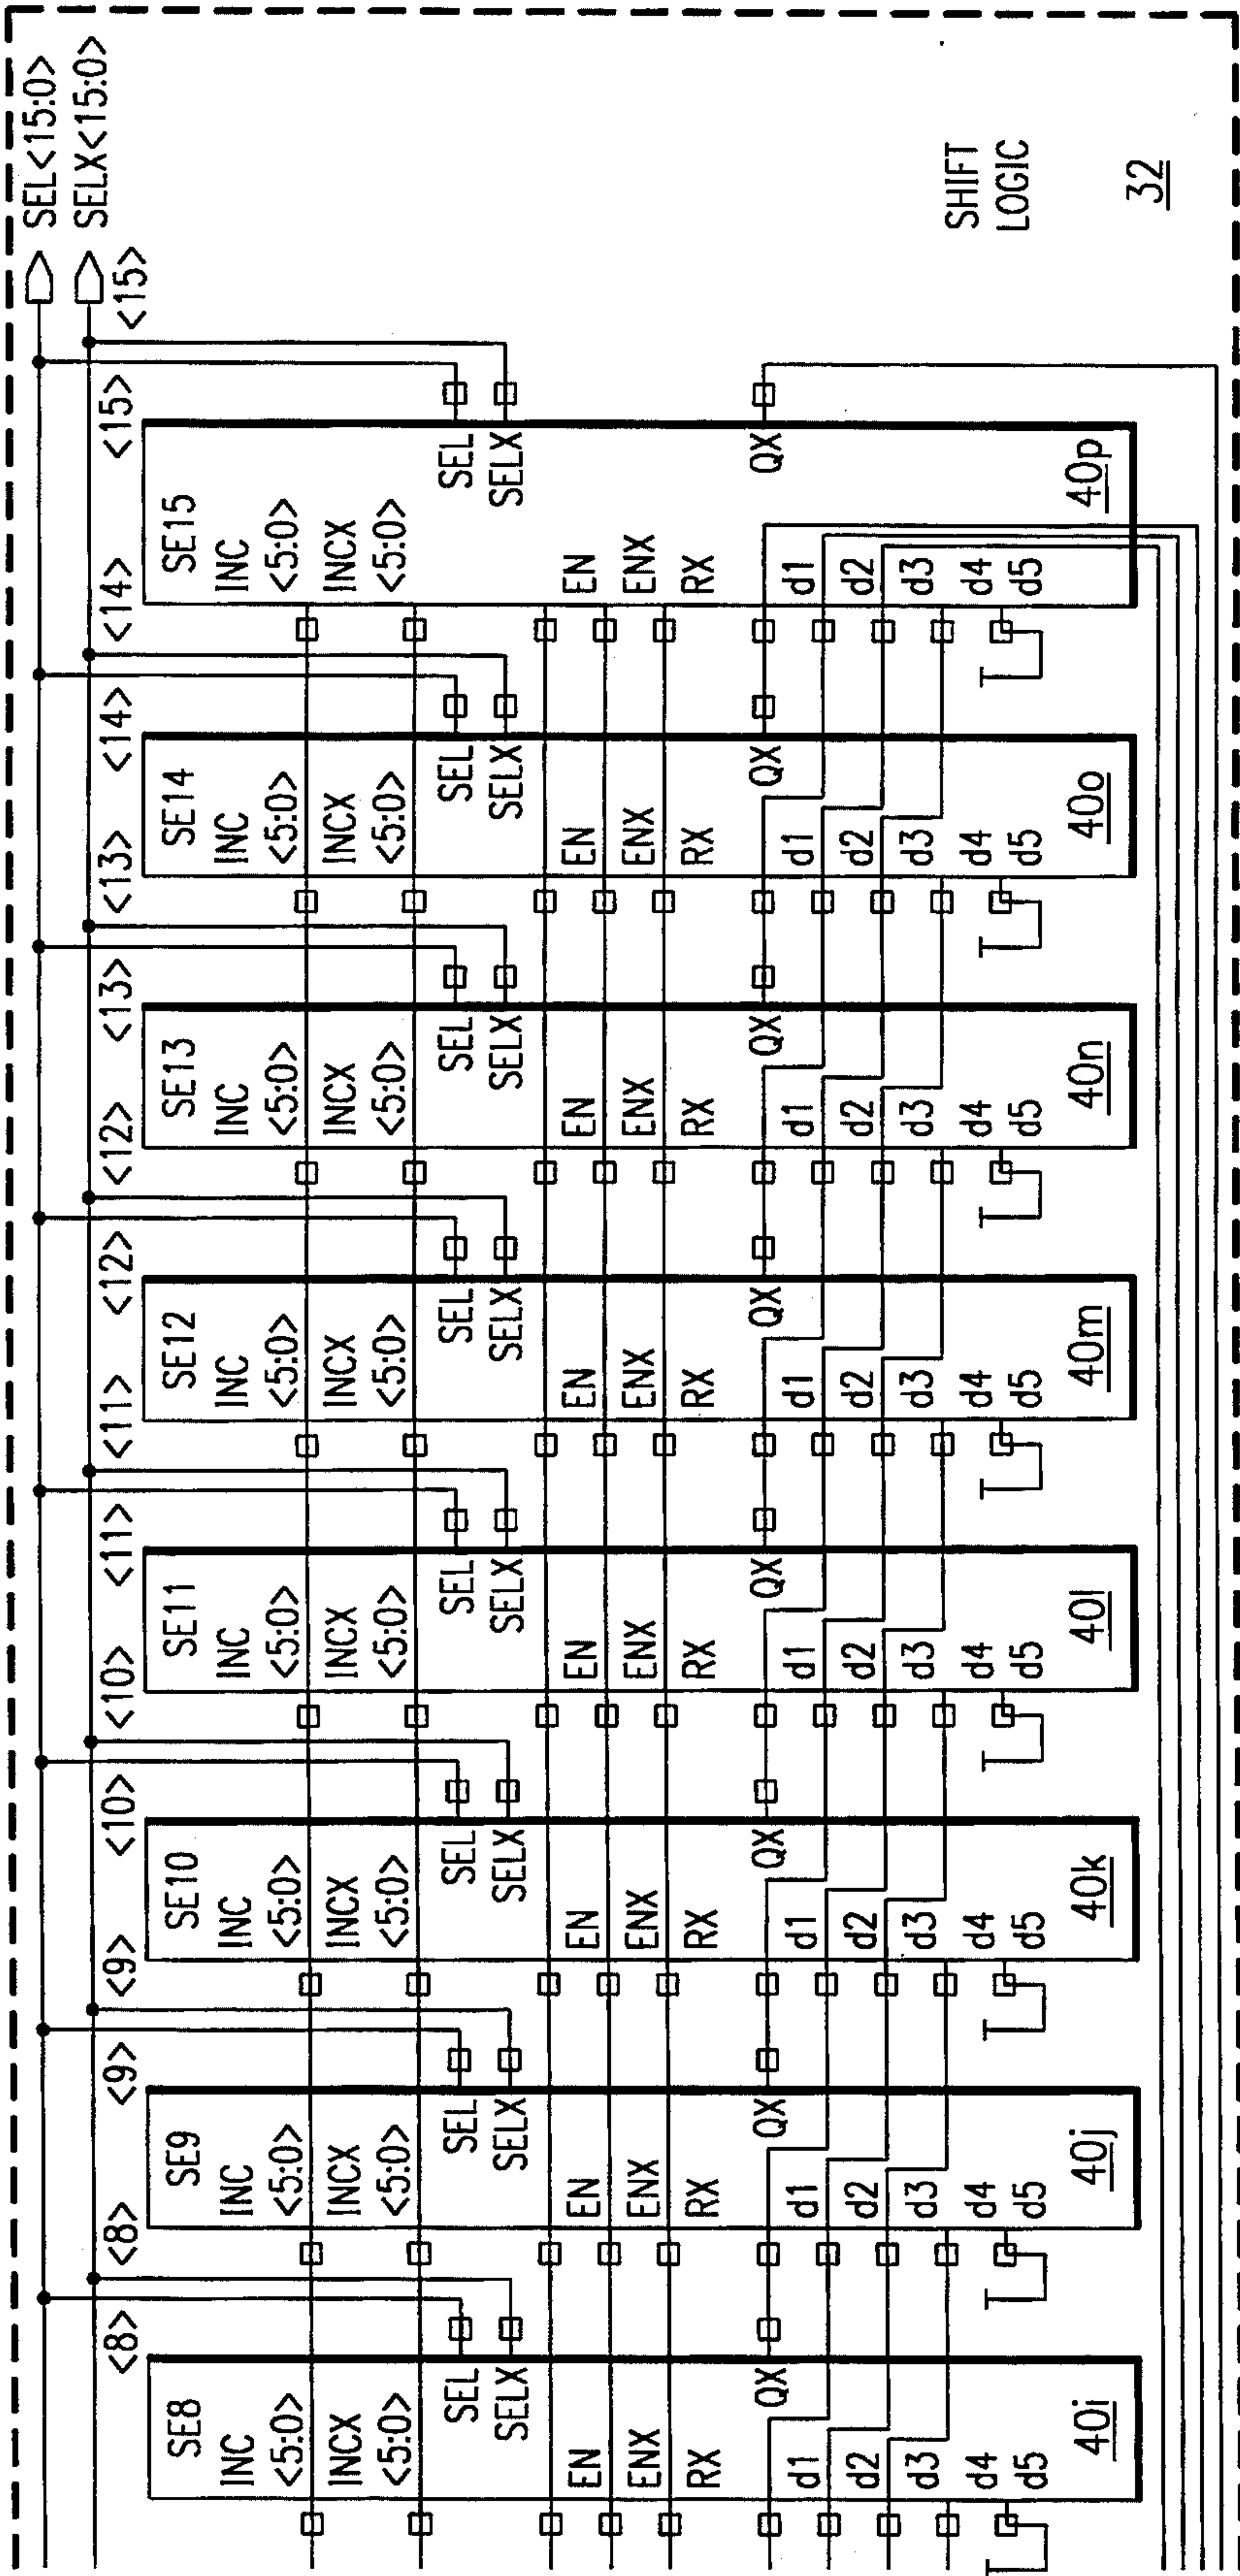 SEL<15:0>
SELX<15:0>
<8>
<8>
<9>
<9>
<10>
<10>
<11>
<11>
<12>
<12>
<13>
<13>
<14>
<14>
<15>
<15>
SE8
INC
<5:0>
INCX
<5:0>
SEL
SELX
EN
ENX
RX
QX
d1
d2
d3
d4
d5
40i
SE9
INC
<5:0>
INCX
<5:0>
SEL
SELX
EN
ENX
RX
QX
d1
d2
d3
d4
d5
40j
SE10
INC
<5:0>
INCX
<5:0>
SEL
SELX
EN
ENX
RX
QX
d1
d2
d3
d4
d5
40k
SE11
INC
<5:0>
INCX
<5:0>
SEL
SELX
EN
ENX
RX
QX
d1
d2
d3
d4
d5
40l
SE12
INC
<5:0>
INCX
<5:0>
SEL
SELX
EN
ENX
RX
QX
d1
d2
d3
d4
d5
40m
SE13
INC
<5:0>
INCX
<5:0>
SEL
SELX
EN
ENX
RX
QX
d1
d2
d3
d4
d5
40n
SE14
INC
<5:0>
INCX
<5:0>
SEL
SELX
EN
ENX
RX
QX
d1
d2
d3
d4
d5
40o
SE15
INC
<5:0>
INCX
<5:0>
SEL
SELX
EN
ENX
RX
QX
d1
d2
d3
d4
d5
40p
SHIFT
LOGIC
32